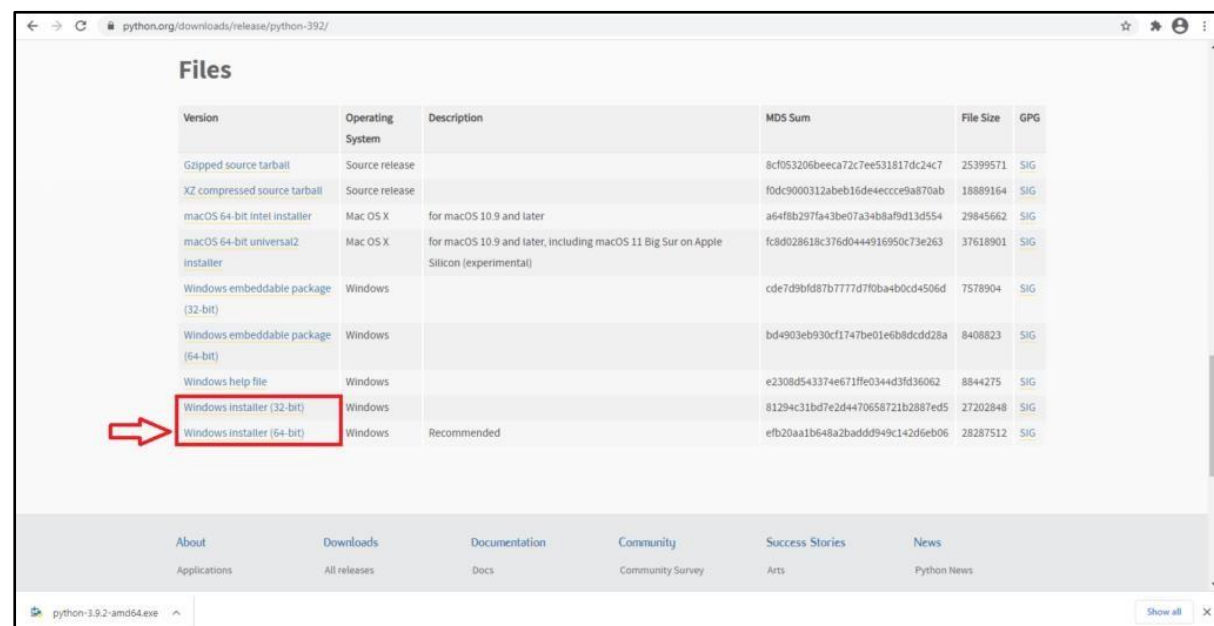 python.org/downloads/release/python-392/
Files
Version Operating System Description MD5 Sum File Size GPG
Gzipped source tarball Source release 8cf053206beeca72c7ee531817dc24c7 25399571 SIG
XZ compressed source tarball Source release f0dc9000312abeb16de4eccce9a870ab 18889164 SIG
macOS 64-bit Intel installer Mac OS X for macOS 10.9 and later a64f8b297fa43be07a34b8af9d13d554 29845662 SIG
macOS 64-bit universal2 Mac OS X for macOS 10.9 and later, including macOS 11 Big Sur on Apple fc8d028618c376d0444916950c73e263 37618901 SIG
installer Silicon (experimental)
Windows embeddable package Windows cde7d9bfd87b7777d7f0ba4b0cd4506d 7578904 SIG
(32-bit)
Windows embeddable package Windows bd4903eb930cf1747be01e6b8dcdd28a 8408823 SIG
(64-bit)
Windows help file Windows e2308d543374e671ffe0344d3fd36062 8844275 SIG
Windows installer (32-bit) Windows 81294c31bd7e2d4470658721b2887ed5 27202848 SIG
Windows installer (64-bit) Windows Recommended efb20aa1b648a2baddd949c142d6eb06 28287512 SIG
About Downloads Documentation Community Success Stories News
Applications All releases Docs Community Survey Arts Python News
python-3.9.2-amd64.exe Show all